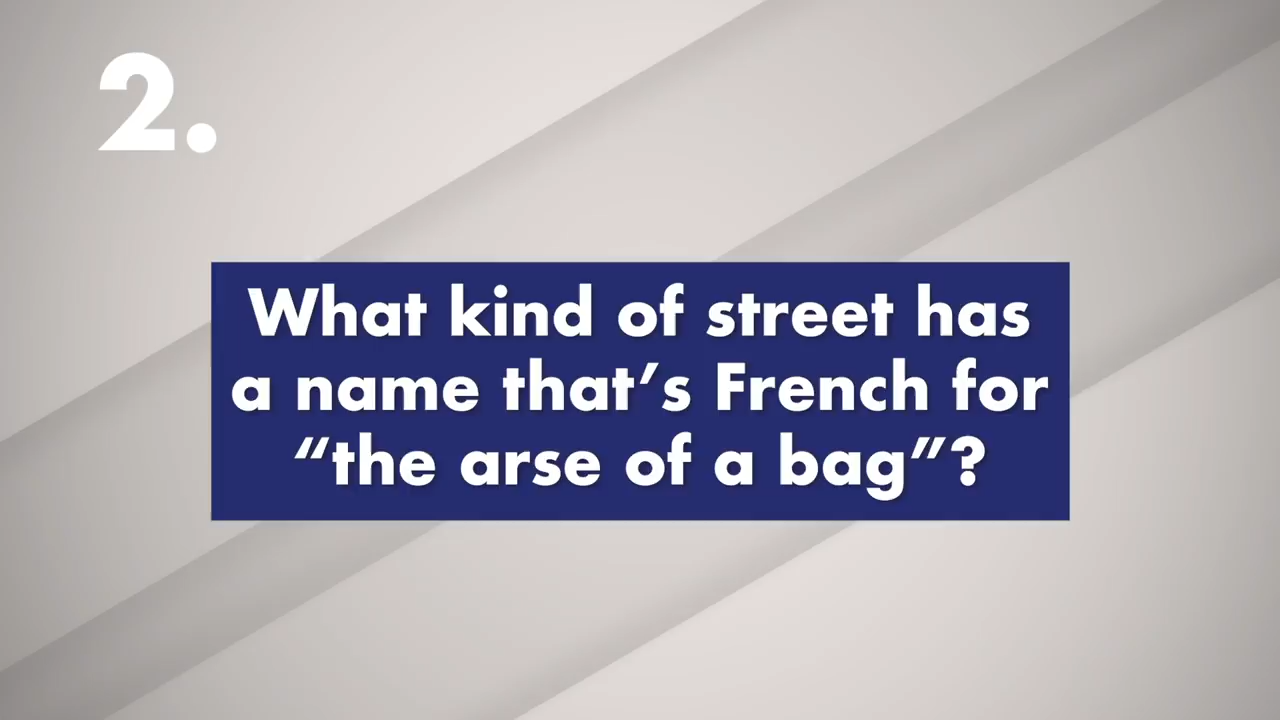 2.
What kind of street has
a name that’s French for
“the arse of a bag”?